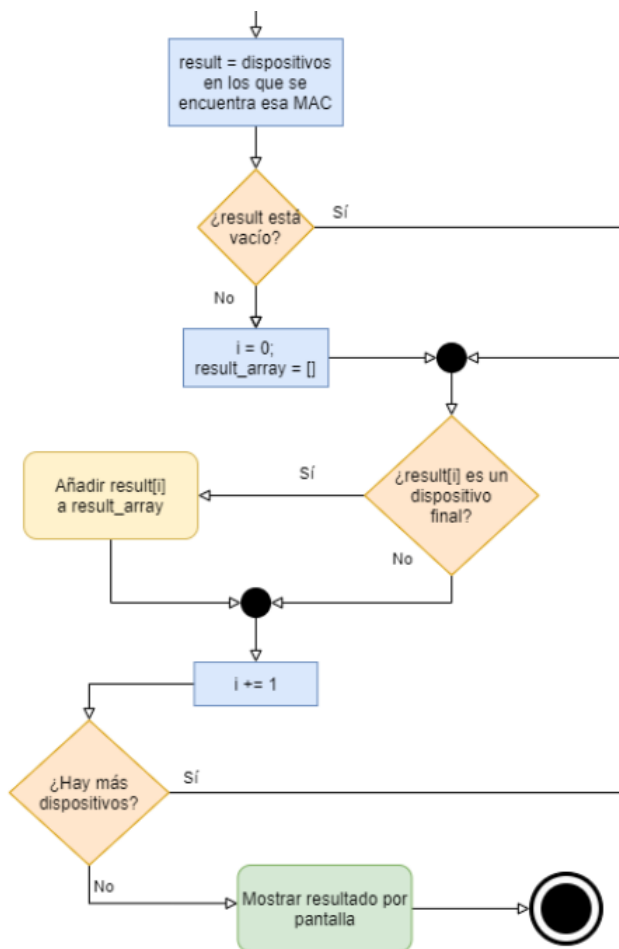 result = dispositivos
en los que se
encuentra esa MAC
¿result está
vacío?
Sí
No
i = 0;
result_array = []
Añadir result[i]
a result_array
Sí
¿result[i] es un
dispositivo
final?
No
i += 1
¿Hay más
dispositivos?
Sí
No
Mostrar resultado por
pantalla